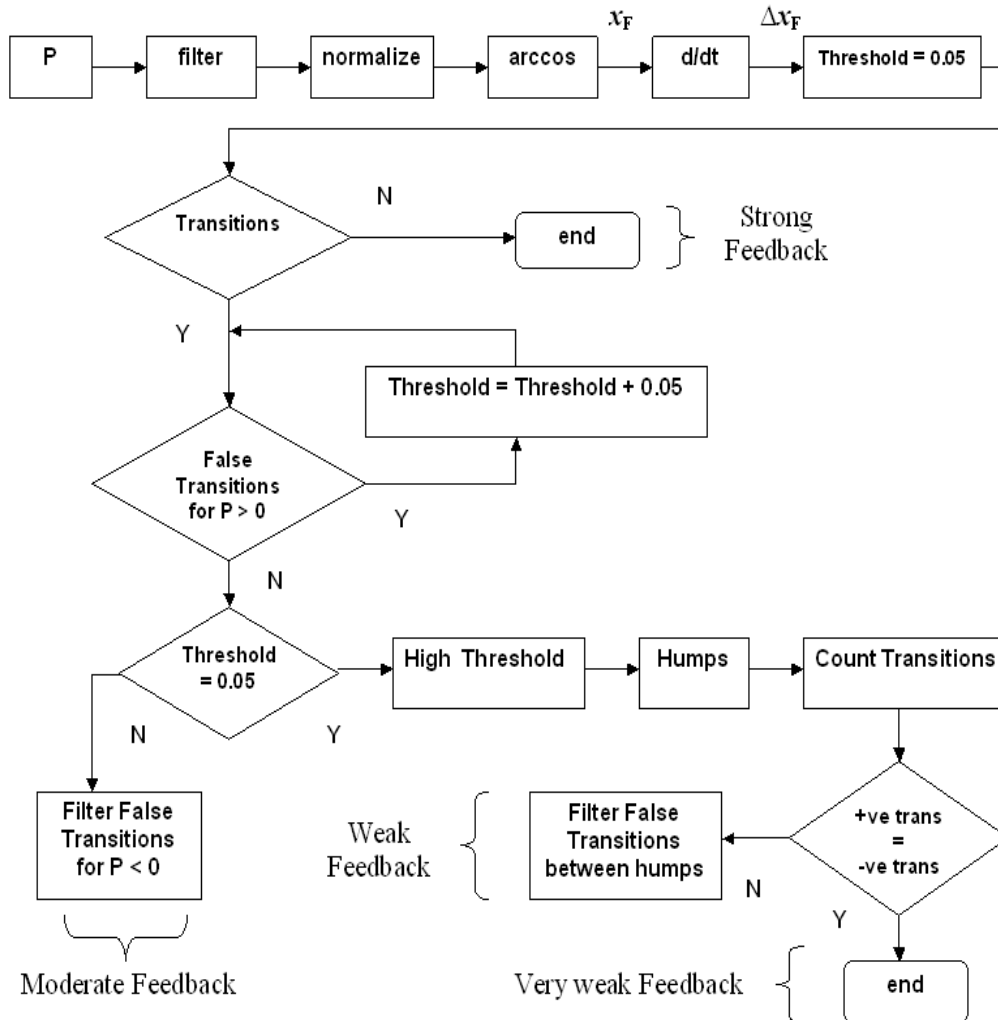 x_F
Δx_F
P
filter
normalize
arccos
d/dt
Threshold = 0.05
Transitions
N
end
Strong
Feedback
Y
Threshold = Threshold + 0.05
False
Transitions
for P > 0
Y
N
Threshold
= 0.05
High Threshold
Humps
Count Transitions
N
Y
Filter False
Transitions
for P < 0
Moderate Feedback
Weak
Feedback
Filter False
Transitions
between humps
+ve trans
=
-ve trans
N
Y
Very weak Feedback
end